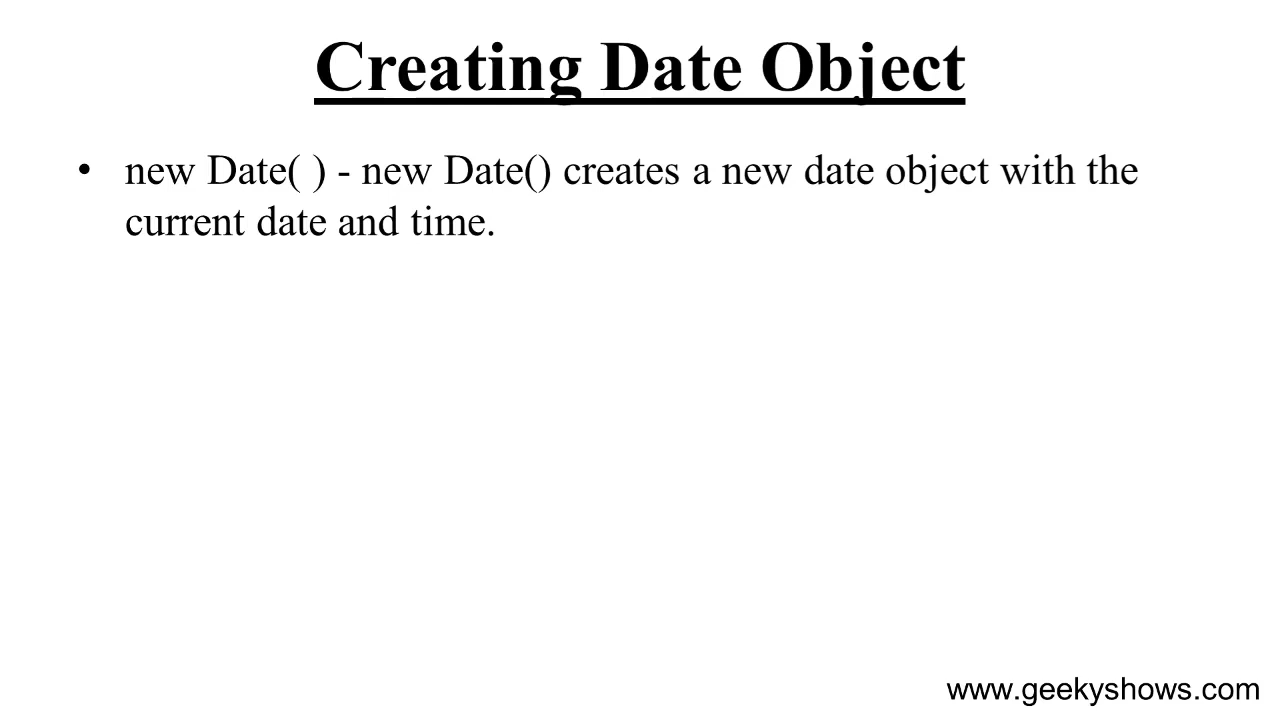 Creating Date Object
• new Date( ) - new Date() creates a new date object with the
current date and time.
www.geekyshows.com